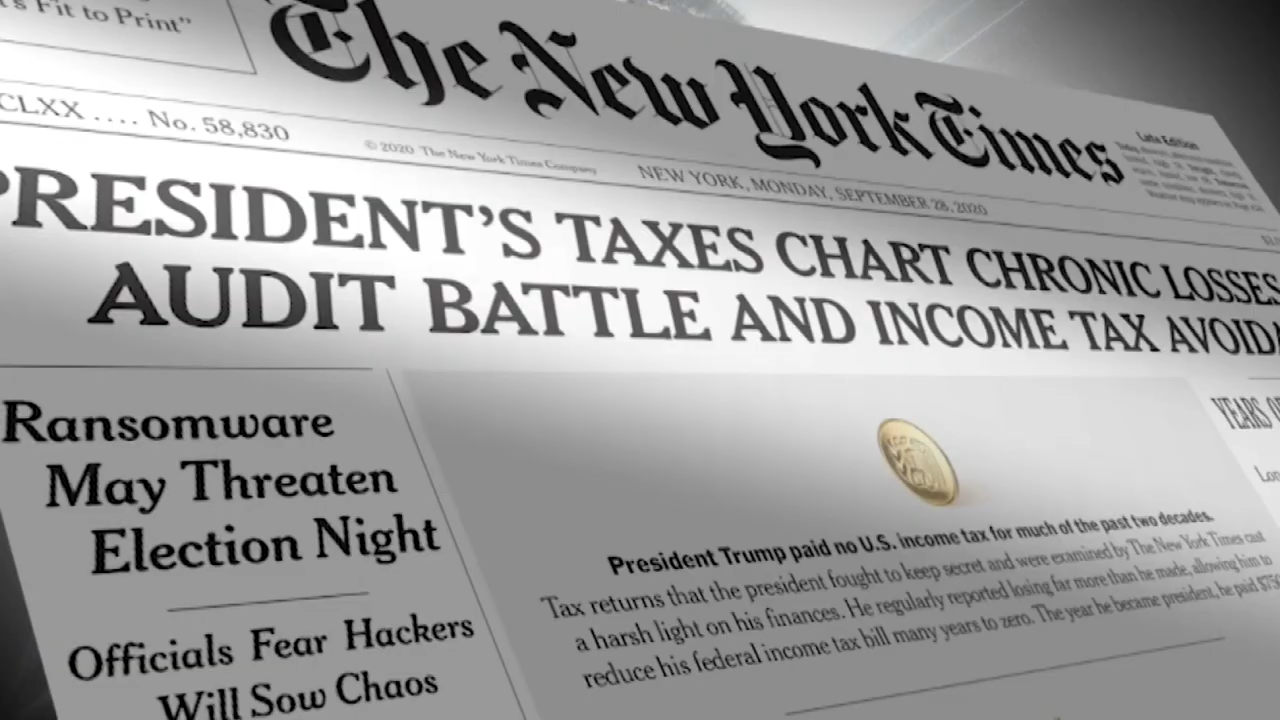 's Fit to Print"
The New York Times
Late Edition
CLXX .... No. 58,830
© 2020 The New York Times Company
NEW YORK, MONDAY, SEPTEMBER 28, 2020
PRESIDENT'S TAXES CHART CHRONIC LOSSES
AUDIT BATTLE AND INCOME TAX AVOIDA
Ransomware
May Threaten
Election Night
Officials Fear Hackers
Will Sow Chaos
President Trump paid no U.S. income tax for much of the past two decades.
Tax returns that the president fought to keep secret and were examined by The New York Times cast
a harsh light on his finances. He regularly reported losing far more than he made, allowing him to
reduce his federal income tax bill many years to zero. The year he became president, he paid $750
YEARS